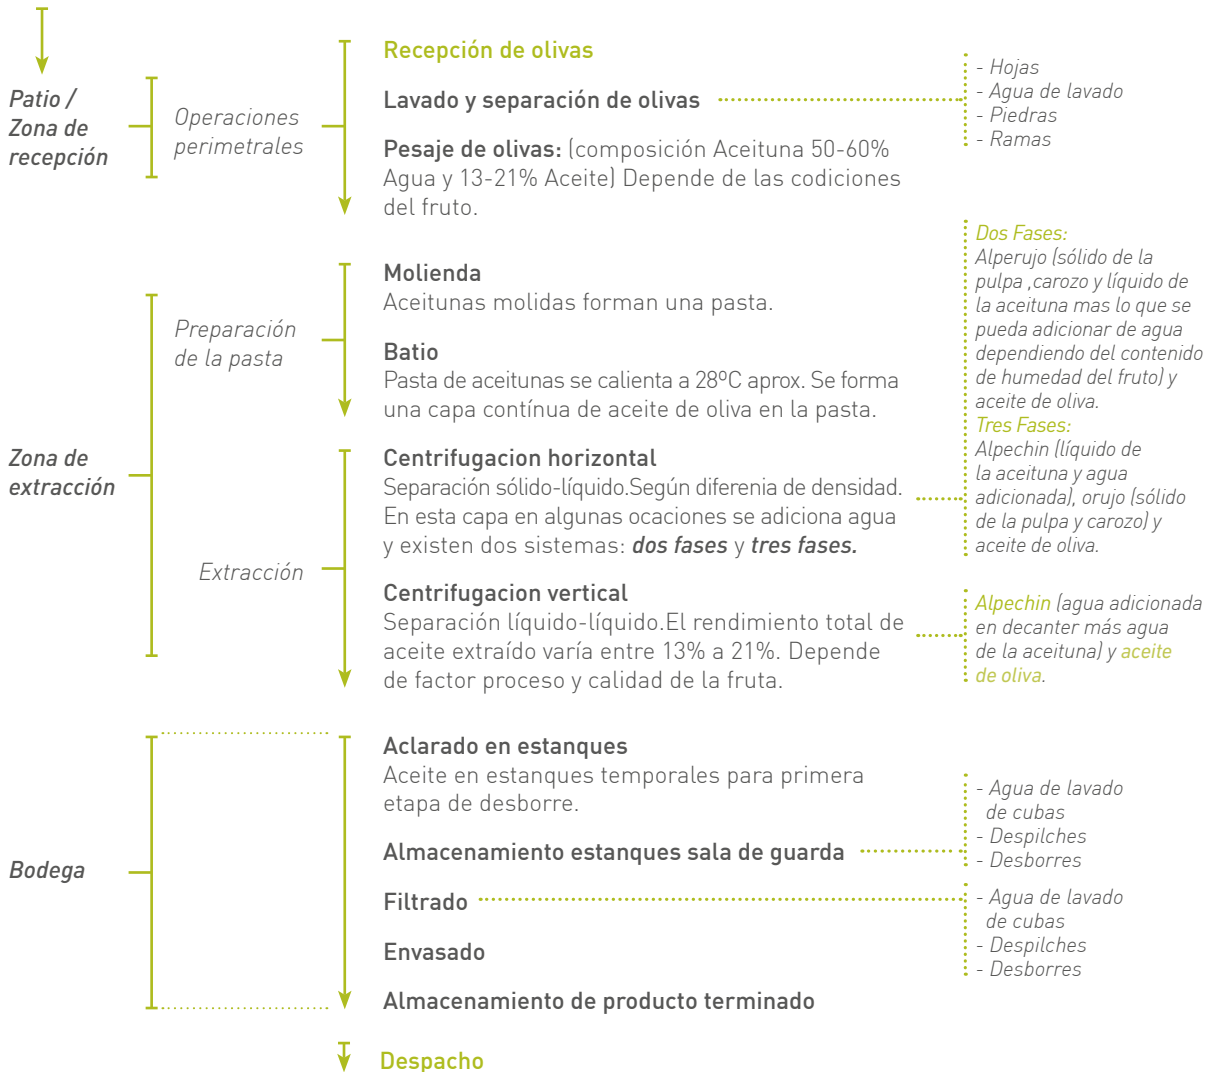 Patio /
Zona de
recepción
Operaciones
perimetrales
Recepción de olivas
Lavado y separación de olivas
- Hojas
- Agua de lavado
- Piedras
- Ramas
Pesaje de olivas: (composición Aceituna 50-60%
Agua y 13-21% Aceite) Depende de las codiciones
del fruto.
Zona de
extracción
Preparación
de la pasta
Molienda
Aceitunas molidas forman una pasta.
Batio
Pasta de aceitunas se calienta a 28ºC aprox. Se forma
una capa contínua de aceite de oliva en la pasta.
Extracción
Centrifugacion horizontal
Separación sólido-líquido.Según diferenia de densidad.
En esta capa en algunas ocaciones se adiciona agua
y existen dos sistemas: dos fases y tres fases.
Dos Fases:
Alperujo (sólido de la
pulpa ,carozo y líquido de
la aceituna mas lo que se
pueda adicionar de agua
dependiendo del contenido
de humedad del fruto) y
aceite de oliva.
Tres Fases:
Alpechin (líquido de
la aceituna y agua
adicionada), orujo (sólido
de la pulpa y carozo) y
aceite de oliva.
Centrifugacion vertical
Separación líquido-líquido.El rendimiento total de
aceite extraído varía entre 13% a 21%. Depende
de factor proceso y calidad de la fruta.
Alpechin (agua adicionada
en decanter más agua
de la aceituna) y aceite
de oliva.
Bodega
Aclarado en estanques
Aceite en estanques temporales para primera
etapa de desborre.
Almacenamiento estanques sala de guarda
- Agua de lavado
de cubas
- Despilches
- Desborres
Filtrado
- Agua de lavado
de cubas
- Despilches
- Desborres
Envasado
Almacenamiento de producto terminado
Despacho